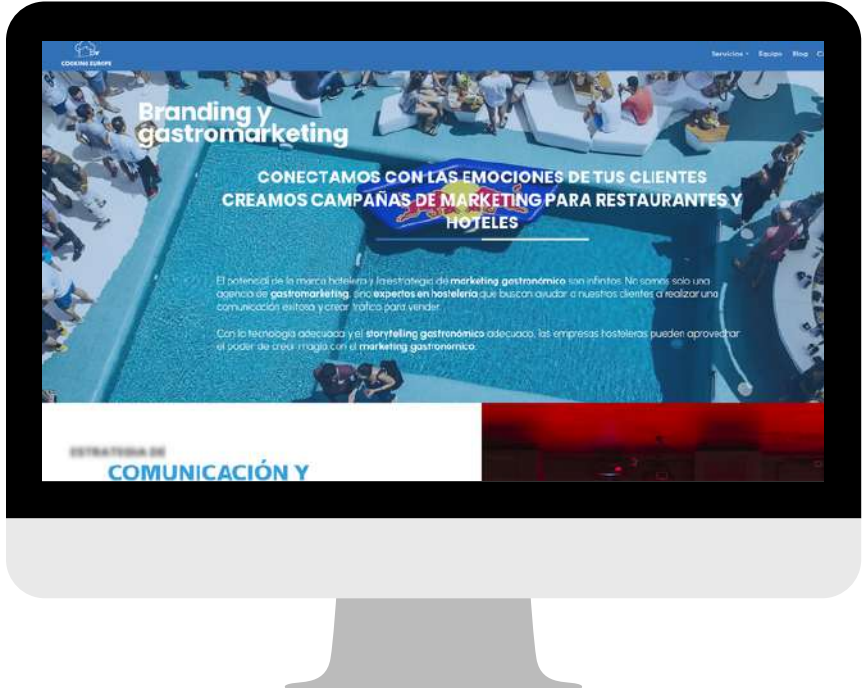 COOKING EUROPE
Servicios Equipo Blog
Branding y
gastromarketing
CONECTAMOS CON LAS EMOCIONES DE TUS CLIENTES
CREAMOS CAMPAÑAS DE MARKETING PARA RESTAURANTES Y
HOTELES
El potencial de la marca hotelera y la estrategia de marketing gastronómico son infinitos. No somos solo una
agencia de gastromarketing, sino expertos en hostelería que buscan ayudar a nuestros clientes a realizar una
comunicación exitosa y crear tráfico para vender.
Con la tecnología adecuada y el storytelling gastronómico adecuado, las empresas hosteleras pueden aprovechar
el poder de crear magia con el marketing gastronómico.
ESTRATEGIA DE
COMUNICACIÓN Y